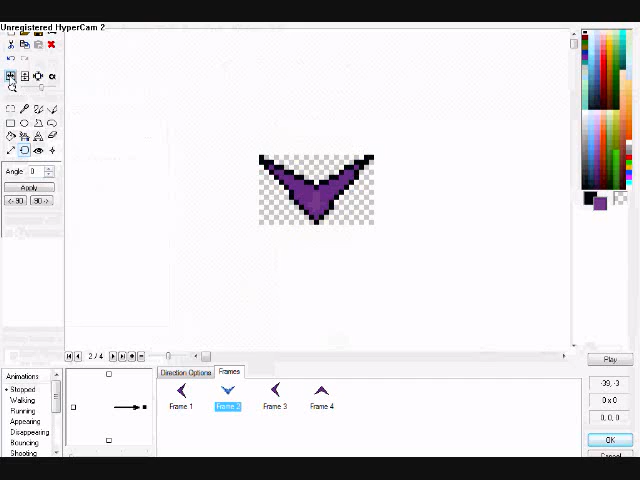 Unregistered HyperCam 2
α
Angle 0
Apply
<- 90 90 ->
2 / 4
Direction Options Frames
Play
Animations
Stopped
Walking
Running
Appearing
Disappearing
Bouncing
Shooting
Frame 1 Frame 2 Frame 3 Frame 4
-39, -3
0 x 0
0, 0, 0
OK
Cancel